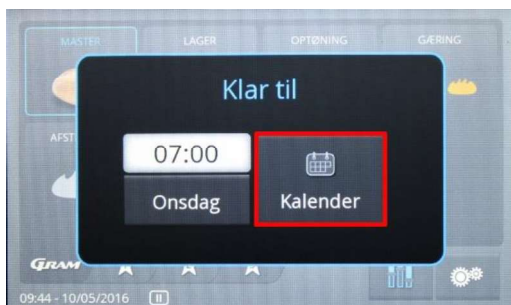 MASTER LAGER OPTØNING GÆRING
Klar til
AFST
07:00
Onsdag Kalender
GRAM
09:44 - 10/05/2016